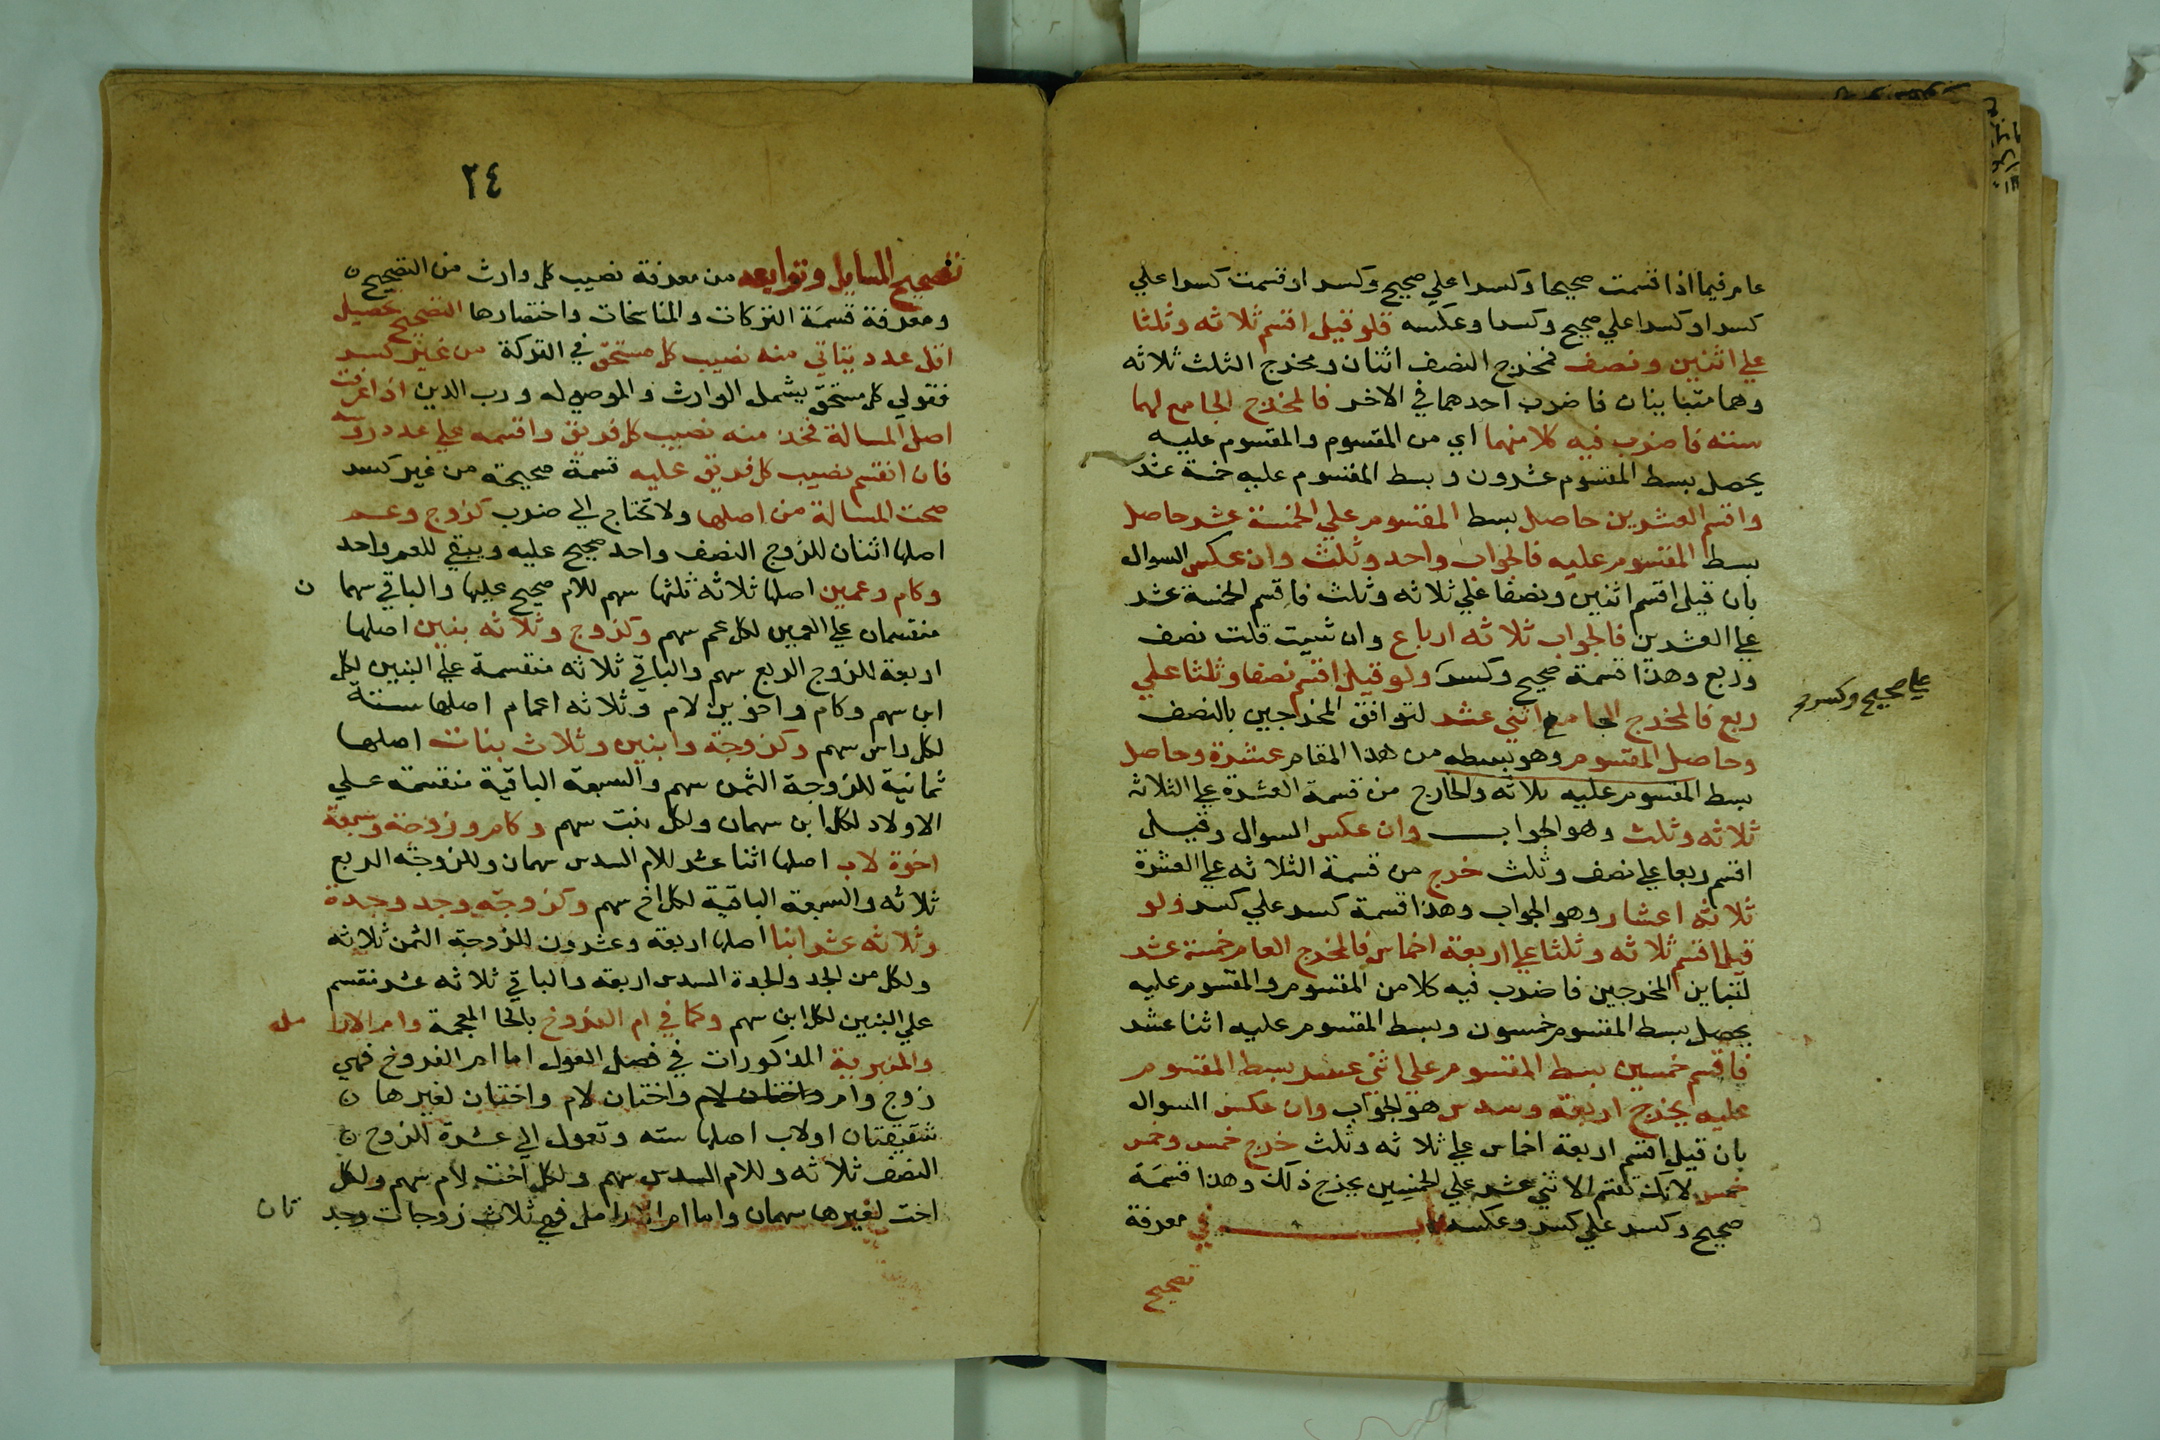 عام فيما اذا قسمت صحيحا وكسرا علي صحيح وكسر او قسمت كسرا علي
كسر او كسرا علي صحيح وكسر وعكسه فلو قيل اقسم ثلاثه وثلثا
علي اثنين ونصف فمخرج النصف اثنان ومخرج الثلث ثلاثه
وهما متباينان فاضرب احدهما في الاخر فالمخرج الجامع لهما
سته فاضرب فيه كلا منهما اي من المقسوم والمقسوم عليه
يحصل بسط المقسوم عشرون وبسط المقسوم عليه خمسة عشر
واقسم العشرين حاصل بسط المقسوم علي الخمسة عشر حاصل
بسط المقسوم عليه فالجواب واحد وثلث وان عكس السوال
بان قيل اقسم اثنين ونصفا علي ثلاثه وثلث فاقسم الخمسة عشر
علي العشرين فالجواب ثلاثه ارباع وان شيت قلت نصف
وربع وهذا قسمة صحيح وكسر ولو قيل اقسم نصفا وثلثا علي
علي صحيح وكسر
ربع فالمخرج الجامع اثني عشر لتوافق المخرجين بالنصف
وحاصل المقسوم وهو بسطه من هذا المقام عشرة وحاصل
بسط المقسوم عليه ثلاثه والخارج من قسمة العشرة علي الثلاثه
ثلاثه وثلث وهو الجواب وان عكس السوال وقيل
اقسم ربعا علي نصف وثلث خرج من قسمة الثلاثه علي العشرة
ثلاثه اعشار وهو الجواب وهذا قسمة كسر علي كسر ولو
قيل اقسم ثلاثه وثلثا علي اربعة اخماس فالمخرج العام خمسة عشر
لتباين المخرجين فاضرب فيه كلا من المقسوم والمقسوم عليه
يحصل بسط المقسوم خمسون وبسط المقسوم عليه اثنا عشر
فاقسم خمسين بسط المقسوم علي اثني عشر بسط المقسوم
عليه يخرج اربعة وسدس هو الجواب وان عكس السوال
بان قيل اقسم اربعة اخماس علي ثلاثه وثلث خرج خمس وخمس
خمس لانك تقسم الاثني عشر علي الخمسين يخرج ذلك وهذا قسمة
صحيح وكسر علي كسر وعكسه باب في معرفة
تصحيح
٢٤
تصحيح المسايل وتوابعه من معرفة نصيب كل وارث من التصحيح
ومعرفة قسمة التركات والمناسخات واختصارها التصحيح تحصيل
اقل عدد يتاتي منه نصيب كل مستحق في التركة من غير كسر
فقولي كل مستحق يشمل الوارث والموصي له ورب الدين اذا عرفت
اصل المسالة فخذ منه نصيب كل فريق واقسمه علي عدد روسه
فان انقسم نصيب كل فريق عليه قسمة صحيحة من غير كسر
صحت المسالة من اصلها ولا تحتاج الي ضرب كزوج وعم
اصلها اثنان للزوج النصف واحد صحيح عليه ويبقي للعم واحد
وكام وعمين اصلها ثلاثه ثلثها سهم للام صحيح عليها والباقي سهما ن
منقسمان علي العمين لكل عم سهم وكزوج وثلاثه بنين اصلها
اربعة للزوج الربع سهم والباقي ثلاثه منقسمة علي البنين لكل
ابن سهم وكام واخوين لام وثلاثه اعمام اصلها ستة
لكل راس سهم وكزوجة وابنين وثلاث بنات اصلها
ثمانية للزوجة الثمن سهم والسبعة الباقية منقسمة علي
الاولاد لكل ابن سهمان ولكل بنت سهم وكام وزوجة وسبعة
اخوة لاب اصلها اثنا عشر للام السدس سهمان وللزوجة الربع
ثلاثه والسبعة الباقية لكل اخ سهم وكزوجة وجد وجدة
وثلاثه عشر ابنا اصلها اربعة وعشرون للزوجة الثمن ثلاثه
ولكل من الجد والجدة السدس اربعه والباقي ثلاثه عشر منقسم
علي البنين لكل ابن سهم وكما في ام الفروخ بالخا المعجمة وام الارا مل
والمنبرية المذكورات في فصل العول اما ام الفروخ فهي
زوج وام واختان لام واختان لام واختان لغيرها
شقيقتان او لاب اصلها سته وتعول الي عشرة للزوج
النصف ثلاثه وللام السدس سهم ولكل اخت لام سهم ولكل
اخت لغيرها سهمان واما ام الارامل فهي ثلاث زوجات وجد تان